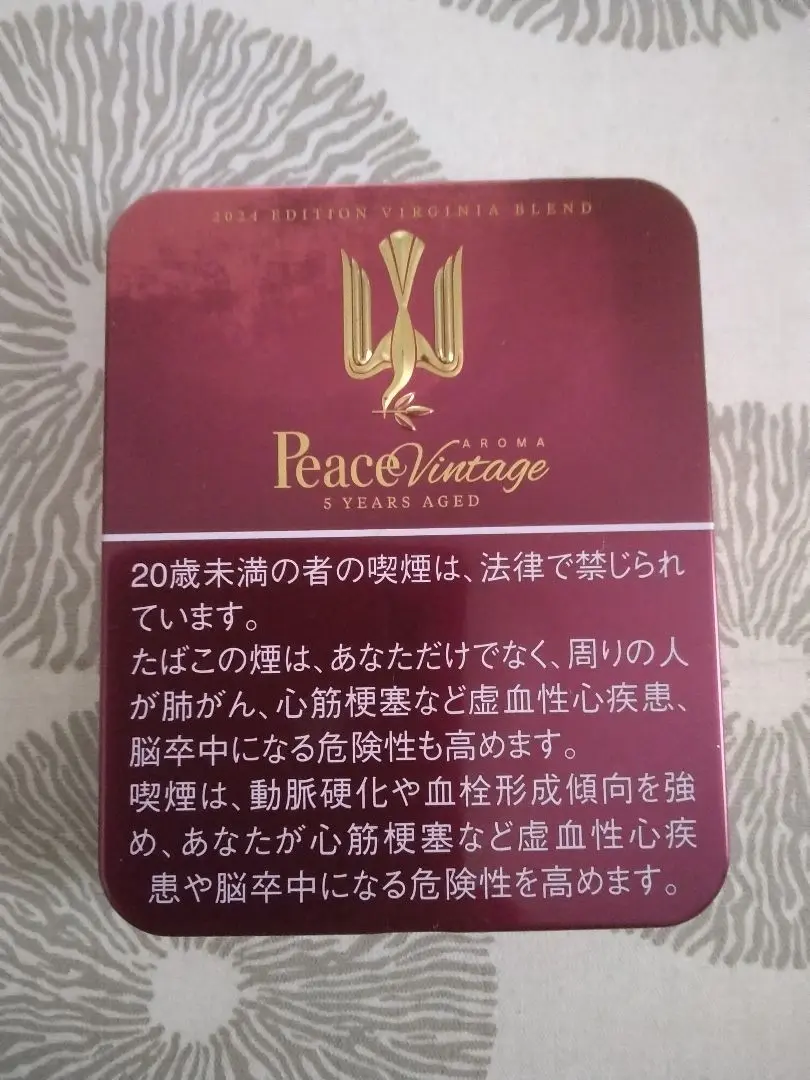 2024 EDITION VIRGINIA BLEND
Peace AROMA Vintage
5 YEARS AGED
20歳未満の者の喫煙は、法律で禁じられ
ています。
たばこの煙は、あなただけでなく、周りの人
が肺がん、心筋梗塞など虚血性心疾患、
脳卒中になる危険性も高めます。
喫煙は、動脈硬化や血栓形成傾向を強
め、あなたが心筋梗塞など虚血性心疾
患や脳卒中になる危険性を高めます。